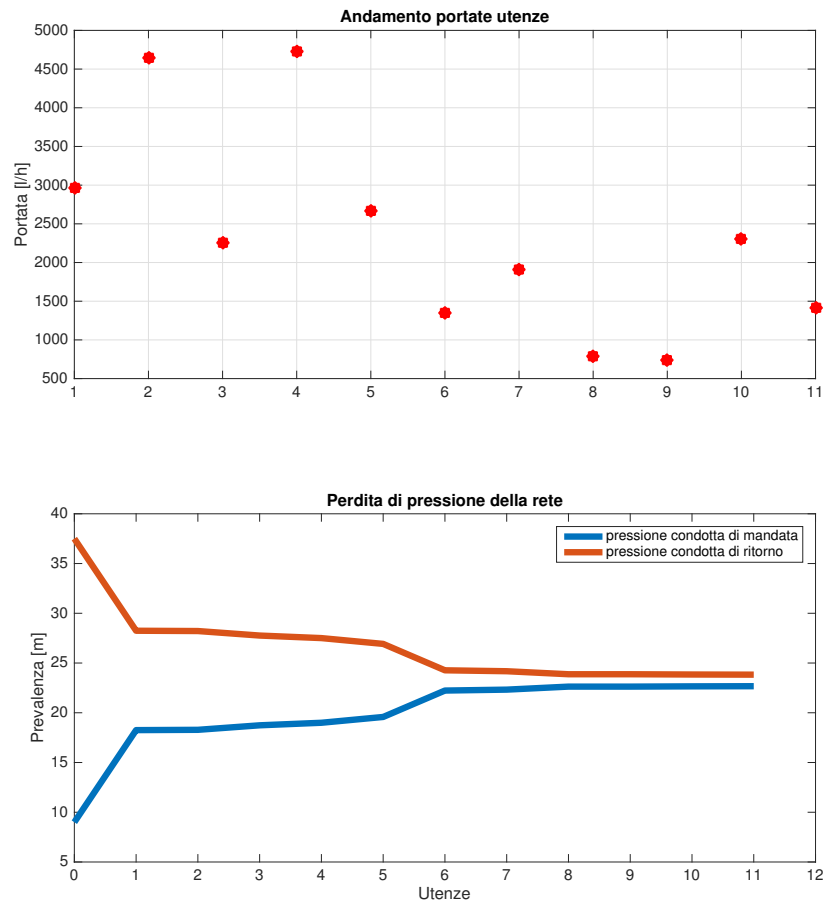 Andamento portate utenze
5000
4500
4000
3500
3000
2500
2000
1500
1000
500
Portata [l/h]
1 2 3 4 5 6 7 8 9 10 11
Perdita di pressione della rete
40
35
30
25
20
15
10
5
Prevalenza [m]
pressione condotta di mandata
pressione condotta di ritorno
0 1 2 3 4 5 6 7 8 9 10 11 12
Utenze